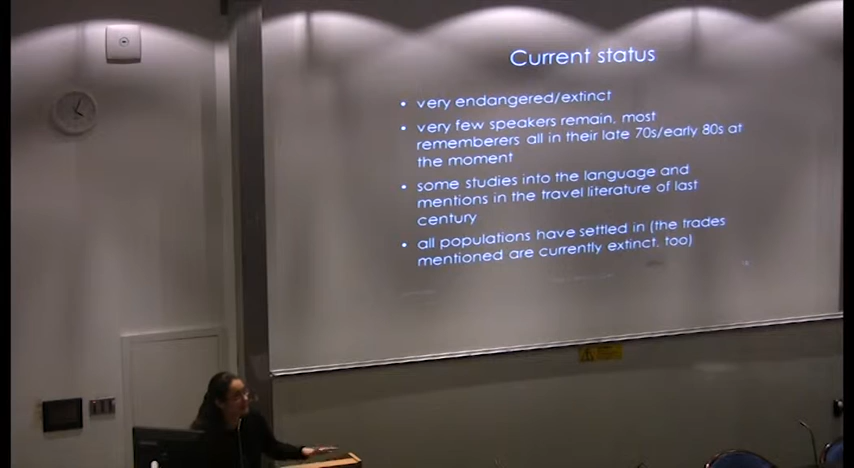 Current status
• very endangered/extinct
• very few speakers remain, most
rememberers all in their late 70s/early 80s at
the moment
• some studies into the language and
mentions in the travel literature of last
century
• all populations have settled in (the trades
mentioned are currently extinct, too)